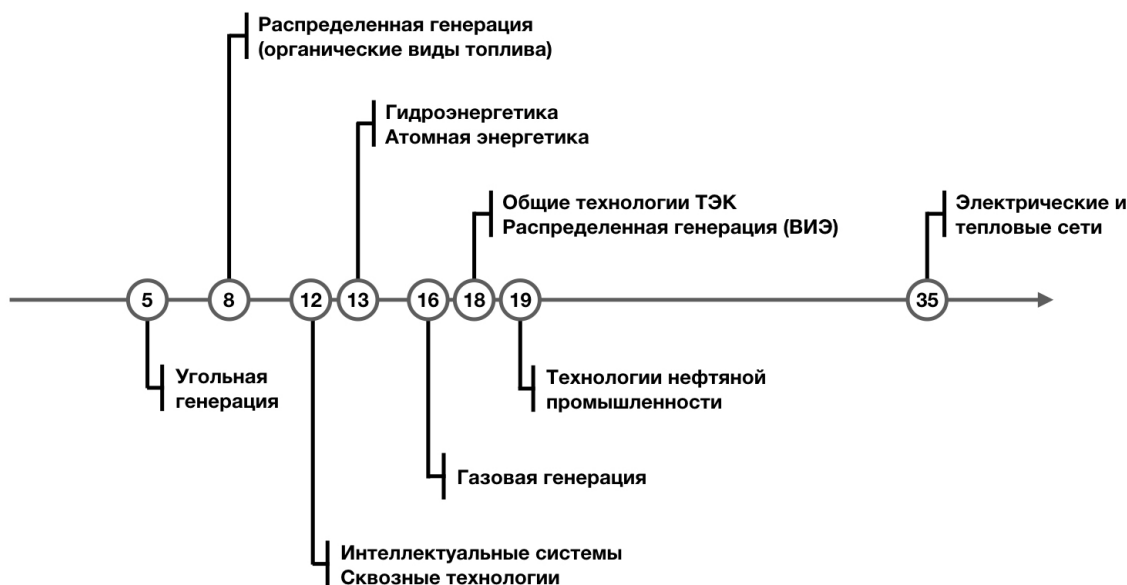 Распределенная генерация
(органические виды топлива)
Гидроэнергетика
Атомная энергетика
Общие технологии ТЭК
Распределенная генерация (ВИЭ)
Электрические и
тепловые сети
5
8
12
13
16
18
19
35
Угольная
генерация
Технологии нефтяной
промышленности
Газовая генерация
Интеллектуальные системы
Сквозные технологии